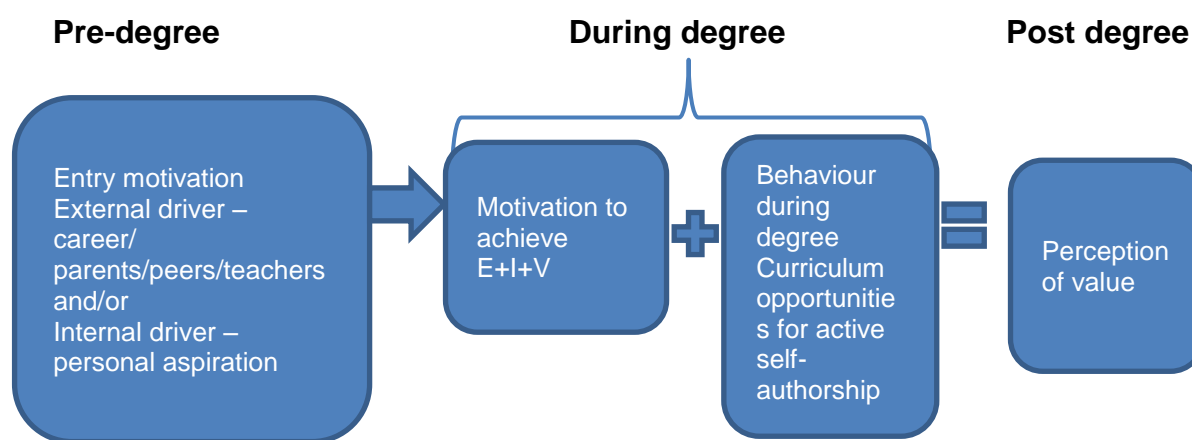 Pre-degree
During degree
Post degree
Entry motivation
External driver –
career/
parents/peers/teachers
and/or
Internal driver –
personal aspiration
Motivation to
achieve
E+I+V
Behaviour
during
degree
Curriculum
opportunitie
s for active
self-
authorship
Perception
of value